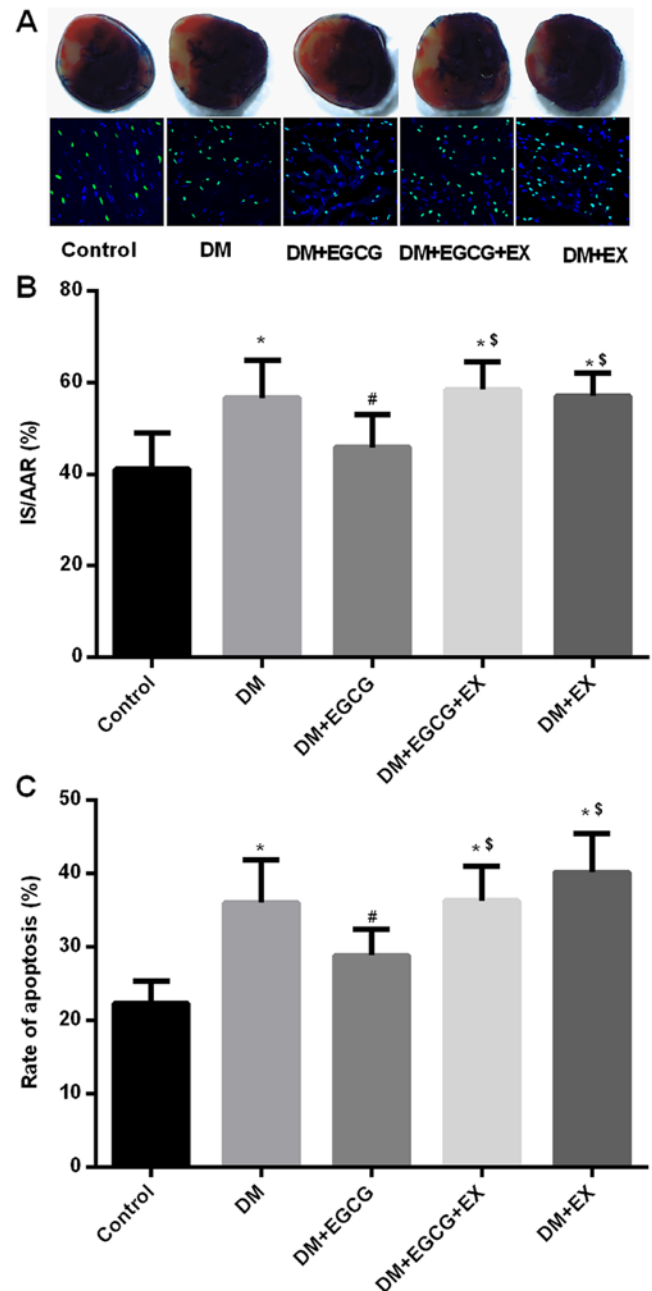 A
Control DM DM+EGCG DM+EGCG+EX DM+EX
B
80
60
40
20
0
IS/AAR (%)
*
#
* $
* $
Control DM DM+EGCG DM+EGCG+EX DM+EX
C
50
40
30
20
10
0
Rate of apoptosis (%)
*
#
* $
* $
Control DM DM+EGCG DM+EGCG+EX DM+EX